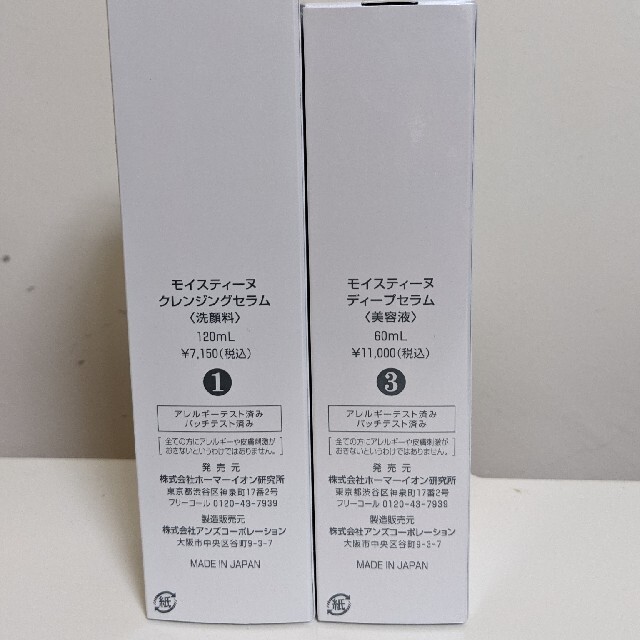 モイスティーヌ
クレンジングセラム
〈洗顔料〉
120mL
¥7,150(税込)
1
アレルギーテスト済み
パッチテスト済み
[全ての方にアレルギーや皮膚刺激が
おきないというわけではありません。]
発売元
株式会社ホーマーイオン研究所
東京都渋谷区神泉町17番2号
フリーコール 0120-43-7939
製造販売元
株式会社アンズコーポレーション
大阪市中央区谷町9-3-7
MADE IN JAPAN
紙
モイスティーヌ
ディープセラム
〈美容液〉
60mL
¥11,000(税込)
3
アレルギーテスト済み
パッチテスト済み
[全ての方にアレルギーや皮膚刺激が
おきないというわけではありません。]
発売元
株式会社ホーマーイオン研究所
東京都渋谷区神泉町17番2号
フリーコール 0120-43-7939
製造販売元
株式会社アンズコーポレーション
大阪市中央区谷町9-3-7
MADE IN JAPAN
紙